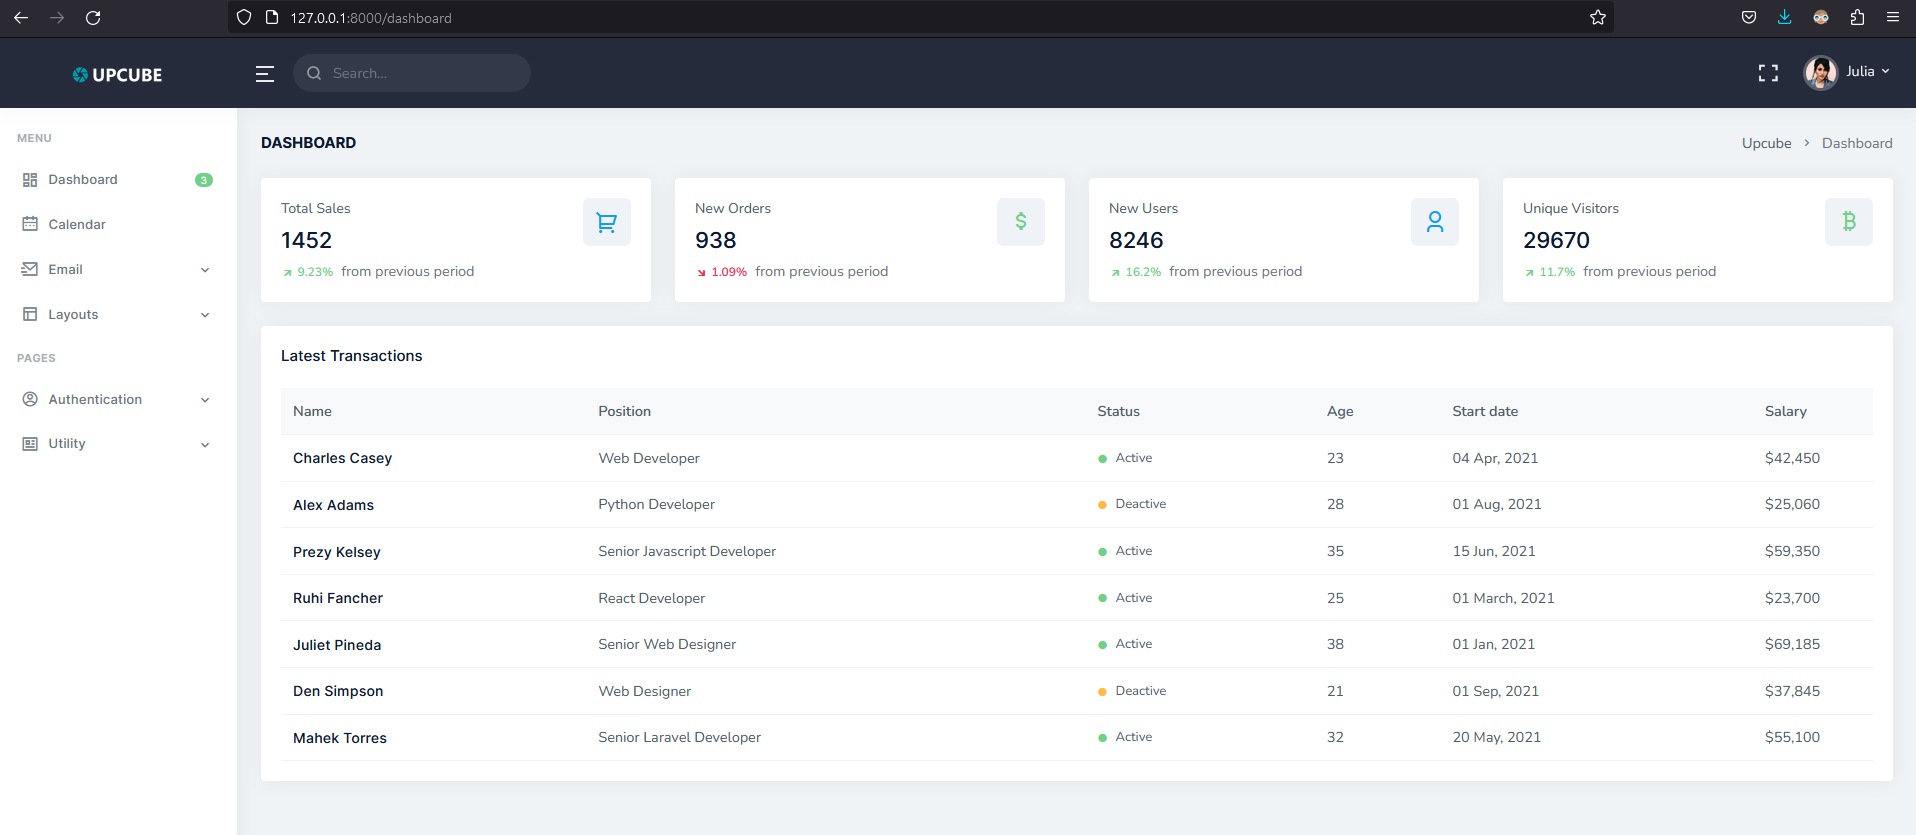 127.0.0.1:8000/dashboard
UPCUBE
Search...
Julia
MENU
Dashboard 3
Calendar
Email
Layouts
PAGES
Authentication
Utility
DASHBOARD
Upcube > Dashboard
Total Sales
1452
9.23% from previous period
New Orders
938
$
1.09% from previous period
New Users
8246
16.2% from previous period
Unique Visitors
29670
11.7% from previous period
Latest Transactions
Name Position Status Age Start date Salary
Charles Casey Web Developer Active 23 04 Apr, 2021 $42,450
Alex Adams Python Developer Deactive 28 01 Aug, 2021 $25,060
Prezy Kelsey Senior Javascript Developer Active 35 15 Jun, 2021 $59,350
Ruhi Fancher React Developer Active 25 01 March, 2021 $23,700
Juliet Pineda Senior Web Designer Active 38 01 Jan, 2021 $69,185
Den Simpson Web Designer Deactive 21 01 Sep, 2021 $37,845
Mahek Torres Senior Laravel Developer Active 32 20 May, 2021 $55,100